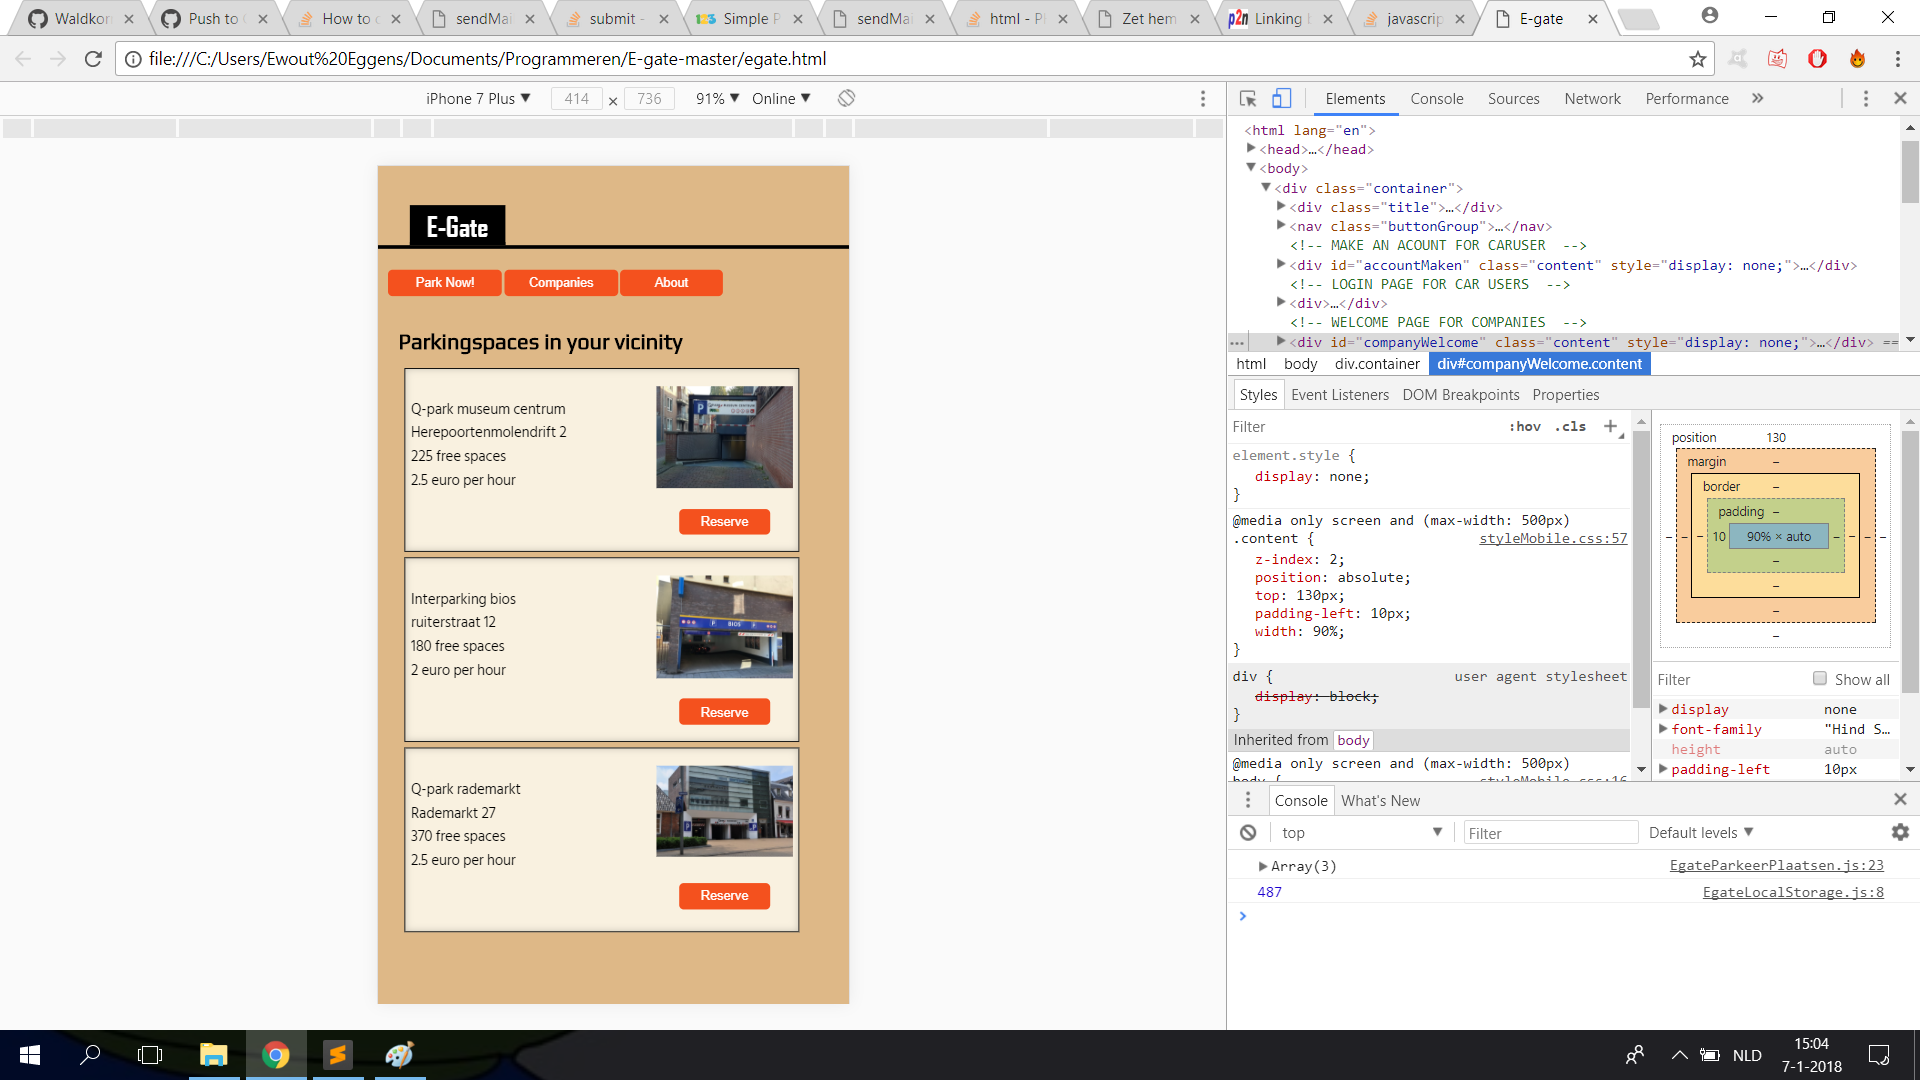 Waldkor
Push to
How to
sendMai
submit -
Simple P
sendMai
html - P
Zet hem
p2n Linking
javascrip
E-gate
file:///C:/Users/Ewout%20Eggens/Documents/Programmeren/E-gate-master/egate.html
iPhone 7 Plus 414 × 736 91% Online
E-Gate
Park Now! Companies About
Parkingspaces in your vicinity
Q-park museum centrum
Herepoortenmolendrift 2
225 free spaces
2.5 euro per hour
Reserve
Interparking bios
ruiterstraat 12
180 free spaces
2 euro per hour
P BIOS P
Reserve
Q-park rademarkt
Rademarkt 27
370 free spaces
2.5 euro per hour
Reserve
Elements Console Sources Network Performance »
<html lang="en">
<head>…</head>
<body>
<div class="container">
<div class="title">…</div>
<nav class="buttonGroup">…</nav>
<!-- MAKE AN ACOUNT FOR CARUSER -->
<div id="accountMaken" class="content" style="display: none;">…</div>
<!-- LOGIN PAGE FOR CAR USERS -->
<div>…</div>
<!-- WELCOME PAGE FOR COMPANIES -->
<div id="companyWelcome" class="content" style="display: none;">…</div> ==
html body div.container div#companyWelcome.content
Styles Event Listeners DOM Breakpoints Properties
Filter :hov .cls +
element.style {
display: none;
}
@media only screen and (max-width: 500px)
.content { styleMobile.css:57
z-index: 2;
position: absolute;
top: 130px;
padding-left: 10px;
width: 90%;
}
div { user agent stylesheet
display: block;
}
Inherited from body
@media only screen and (max-width: 500px)
body { styleMobile.css:16
position 130
margin –
border –
padding –
– – – 10 90% × auto – – – –
–
–
–
–
Filter Show all
display none
font-family "Hind S…
height auto
padding-left 10px
Console What's New
top Filter Default levels
Array(3) EgateParkeerPlaatsen.js:23
487 EgateLocalStorage.js:8
NLD
15:04
7-1-2018